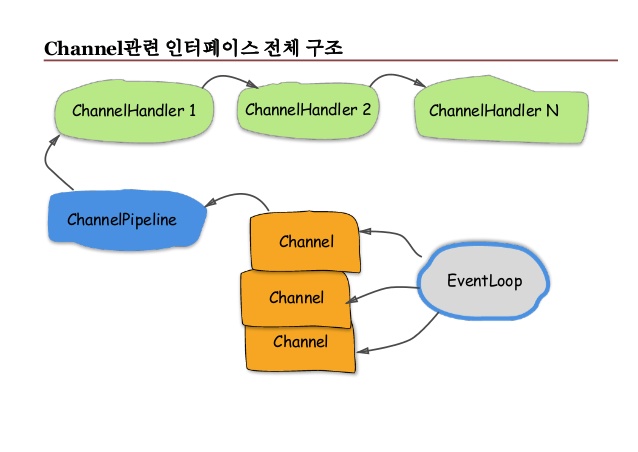 Channel관련 인터페이스 전체 구조
ChannelHandler 1
ChannelHandler 2
ChannelHandler N
ChannelPipeline
Channel
EventLoop
Channel
Channel